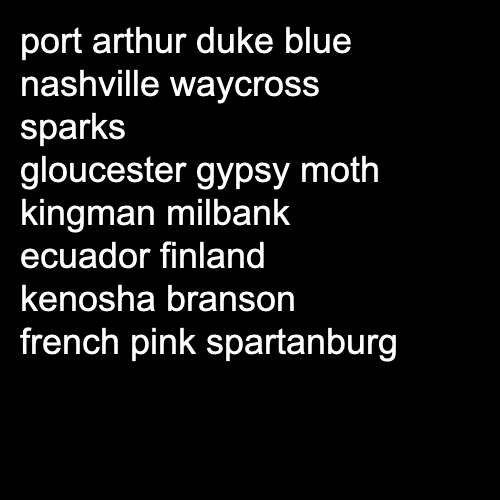 port arthur duke blue
nashville waycross
sparks
gloucester gypsy moth
kingman milbank
ecuador finland
kenosha branson
french pink spartanburg